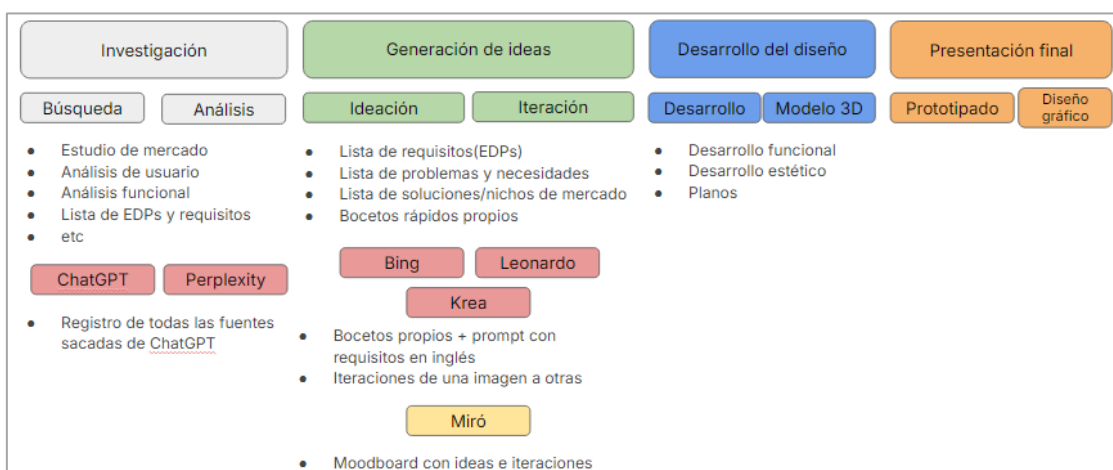 Investigación
Generación de ideas
Desarrollo del diseño
Presentación final
Búsqueda
Análisis
Ideación
Iteración
Desarrollo
Modelo 3D
Prototipado
Diseño
gráfico
Estudio de mercado
Análisis de usuario
Análisis funcional
Lista de EDPs y requisitos
etc
ChatGPT
Perplexity
Registro de todas las fuentes
sacadas de ChatGPT
Lista de requisitos(EDPs)
Lista de problemas y necesidades
Lista de soluciones/nichos de mercado
Bocetos rápidos propios
Bing
Leonardo
Krea
Bocetos propios + prompt con
requisitos en inglés
Iteraciones de una imagen a otras
Miró
Moodboard con ideas e iteraciones
Desarrollo funcional
Desarrollo estético
Planos